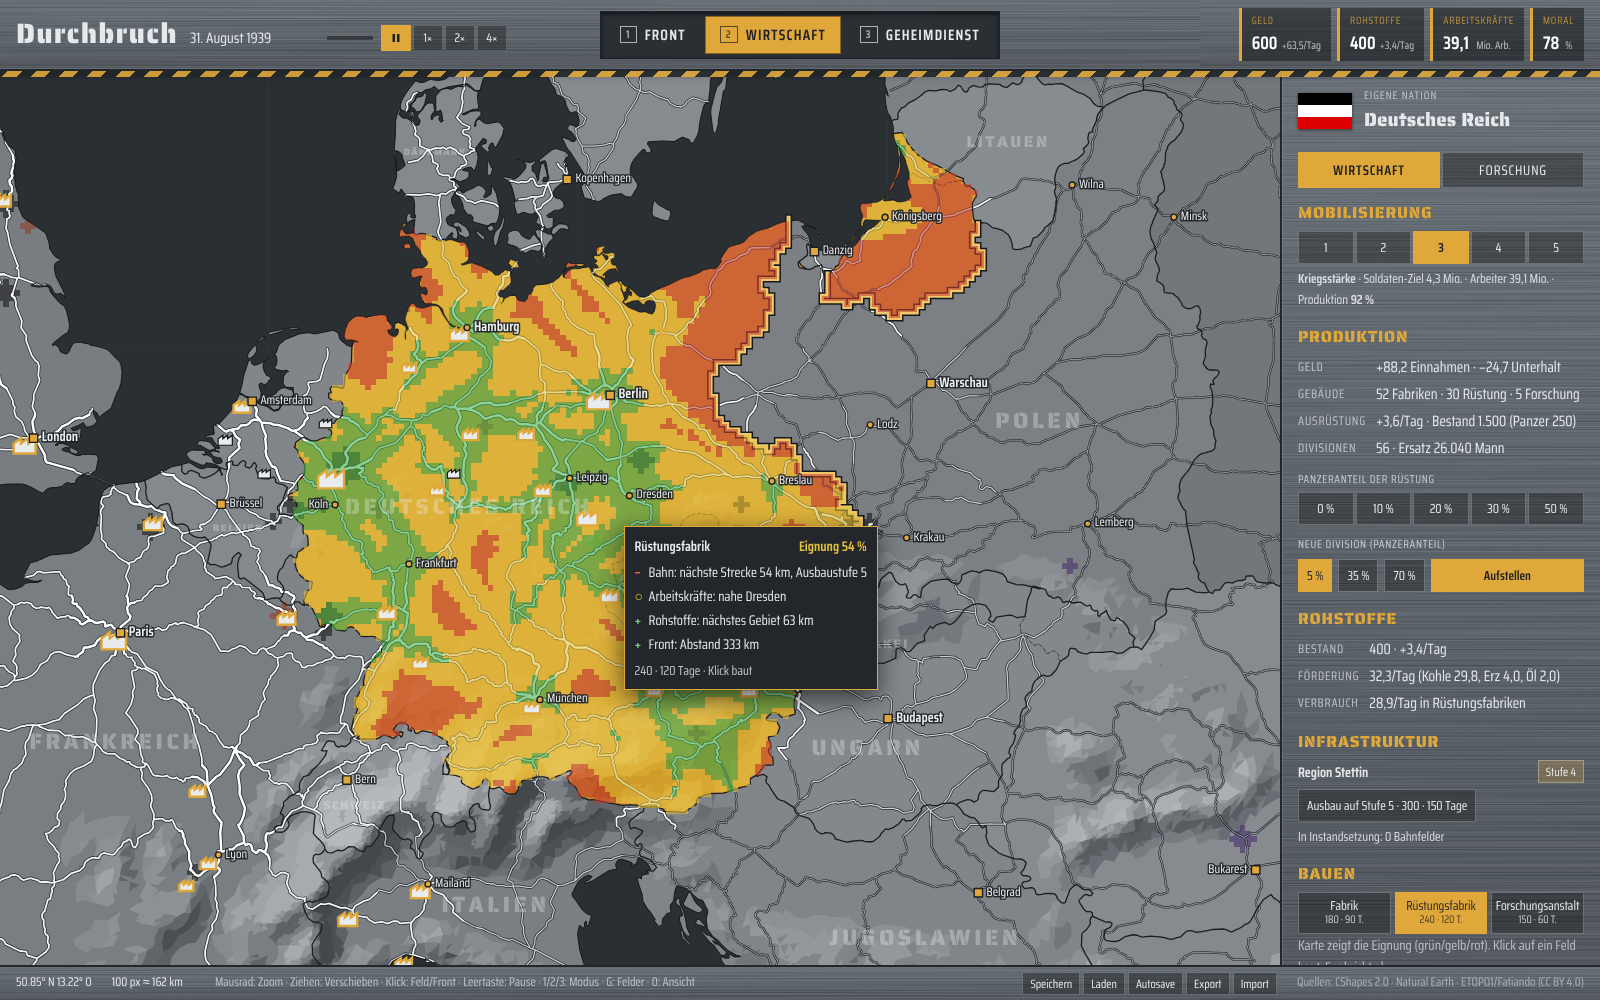 Durchbruch
31. August 1939
1×
2×
4×
1 FRONT
2 WIRTSCHAFT
3 GEHEIMDIENST
GELD
600 +63,5/Tag
ROHSTOFFE
400 +3,4/Tag
ARBEITSKRÄFTE
39,1 Mio. Arb.
MORAL
78 %
DÄNEMARK
LITAUEN
Kopenhagen
Wilna
Minsk
Königsberg
Danzig
Hamburg
Berlin
Warschau
Amsterdam
London
POLEN
Lodz
Leipzig
Breslau
Dresden
Brüssel
Köln
DEUTSCHES REICH
BELGIEN
Lemberg
Krakau
Frankfurt
Paris
München
Budapest
FRANKREICH
UNGARN
Bern
SCHWEIZ
Lyon
Mailand
ITALIEN
Belgrad
Bukarest
JUGOSLAWIEN
Rüstungsfabrik Eignung 54 %
− Bahn: nächste Strecke 54 km, Ausbaustufe 5
○ Arbeitskräfte: nahe Dresden
+ Rohstoffe: nächstes Gebiet 63 km
+ Front: Abstand 333 km
240 · 120 Tage · Klick baut
EIGENE NATION
Deutsches Reich
WIRTSCHAFT
FORSCHUNG
MOBILISIERUNG
1 2 3 4 5
Kriegsstärke · Soldaten-Ziel 4,3 Mio. · Arbeiter 39,1 Mio. ·
Produktion 92 %
PRODUKTION
GELD +88,2 Einnahmen · −24,7 Unterhalt
GEBÄUDE 52 Fabriken · 30 Rüstung · 5 Forschung
AUSRÜSTUNG +3,6/Tag · Bestand 1.500 (Panzer 250)
DIVISIONEN 56 · Ersatz 26.040 Mann
PANZERANTEIL DER RÜSTUNG
0 % 10 % 20 % 30 % 50 %
NEUE DIVISION (PANZERANTEIL)
5 % 35 % 70 % Aufstellen
ROHSTOFFE
BESTAND 400 · +3,4/Tag
FÖRDERUNG 32,3/Tag (Kohle 29,8, Erz 4,0, Öl 2,0)
VERBRAUCH 28,9/Tag in Rüstungsfabriken
INFRASTRUKTUR
Region Stettin Stufe 4
Ausbau auf Stufe 5 · 300 · 150 Tage
In Instandsetzung: 0 Bahnfelder
BAUEN
Fabrik
180 · 90 T.
Rüstungsfabrik
240 · 120 T.
Forschungsanstalt
150 · 60 T.
Karte zeigt die Eignung (grün/gelb/rot). Klick auf ein Feld
50.85° N 13.22° O
100 px ≈ 162 km
Mausrad: Zoom · Ziehen: Verschieben · Klick: Feld/Front · Leertaste: Pause · 1/2/3: Modus · G: Felder · O: Ansicht
Speichern
Laden
Autosave
Export
Import
Quellen: CShapes 2.0 · Natural Earth · ETOPO1/Fatiando (CC BY 4.0)